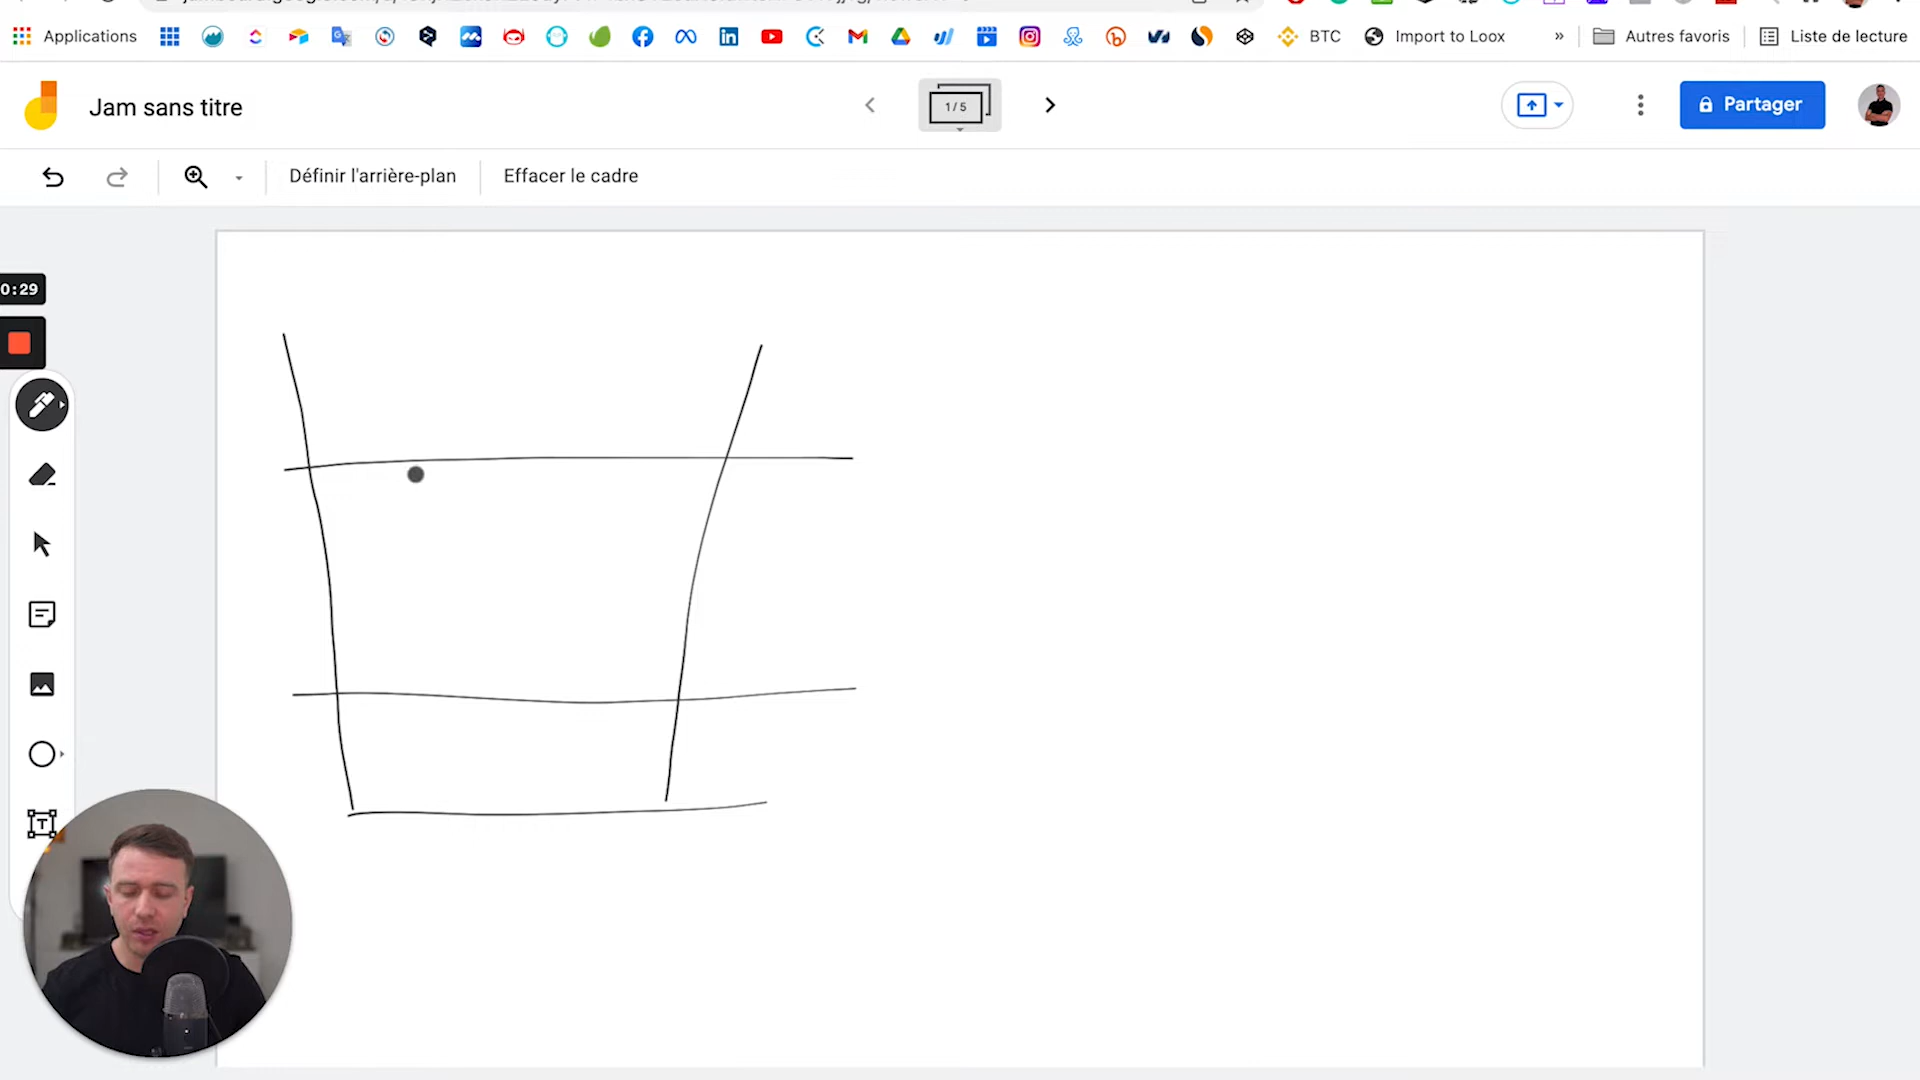 Applications
BTC
Import to Loox
»
Autres favoris
Liste de lecture
Jam sans titre
1 / 5
Partager
Définir l'arrière-plan
Effacer le cadre
0:29